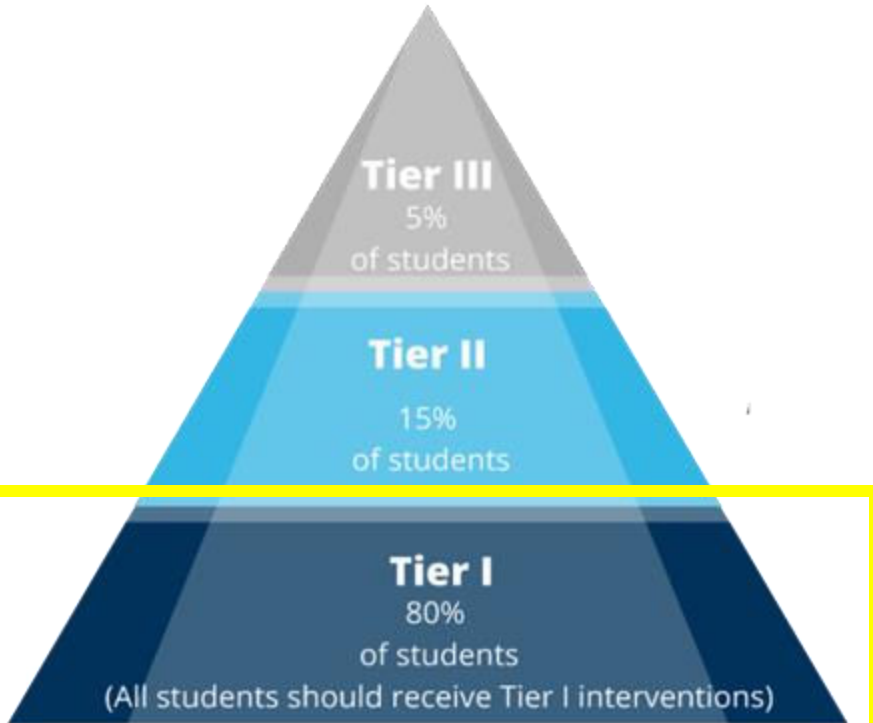 Tier III
5%
of students
Tier II
15%
of students
Tier I
80%
of students
(All students should receive Tier I interventions)